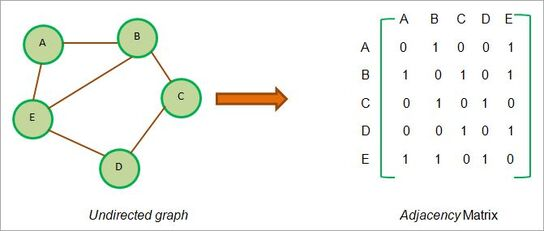 A
B
C
E
D
A B C D E
A 0 1 0 0 1
B 1 0 1 0 1
C 0 1 0 1 0
D 0 0 1 0 1
E 1 1 0 1 0
Undirected graph
Adjacency Matrix